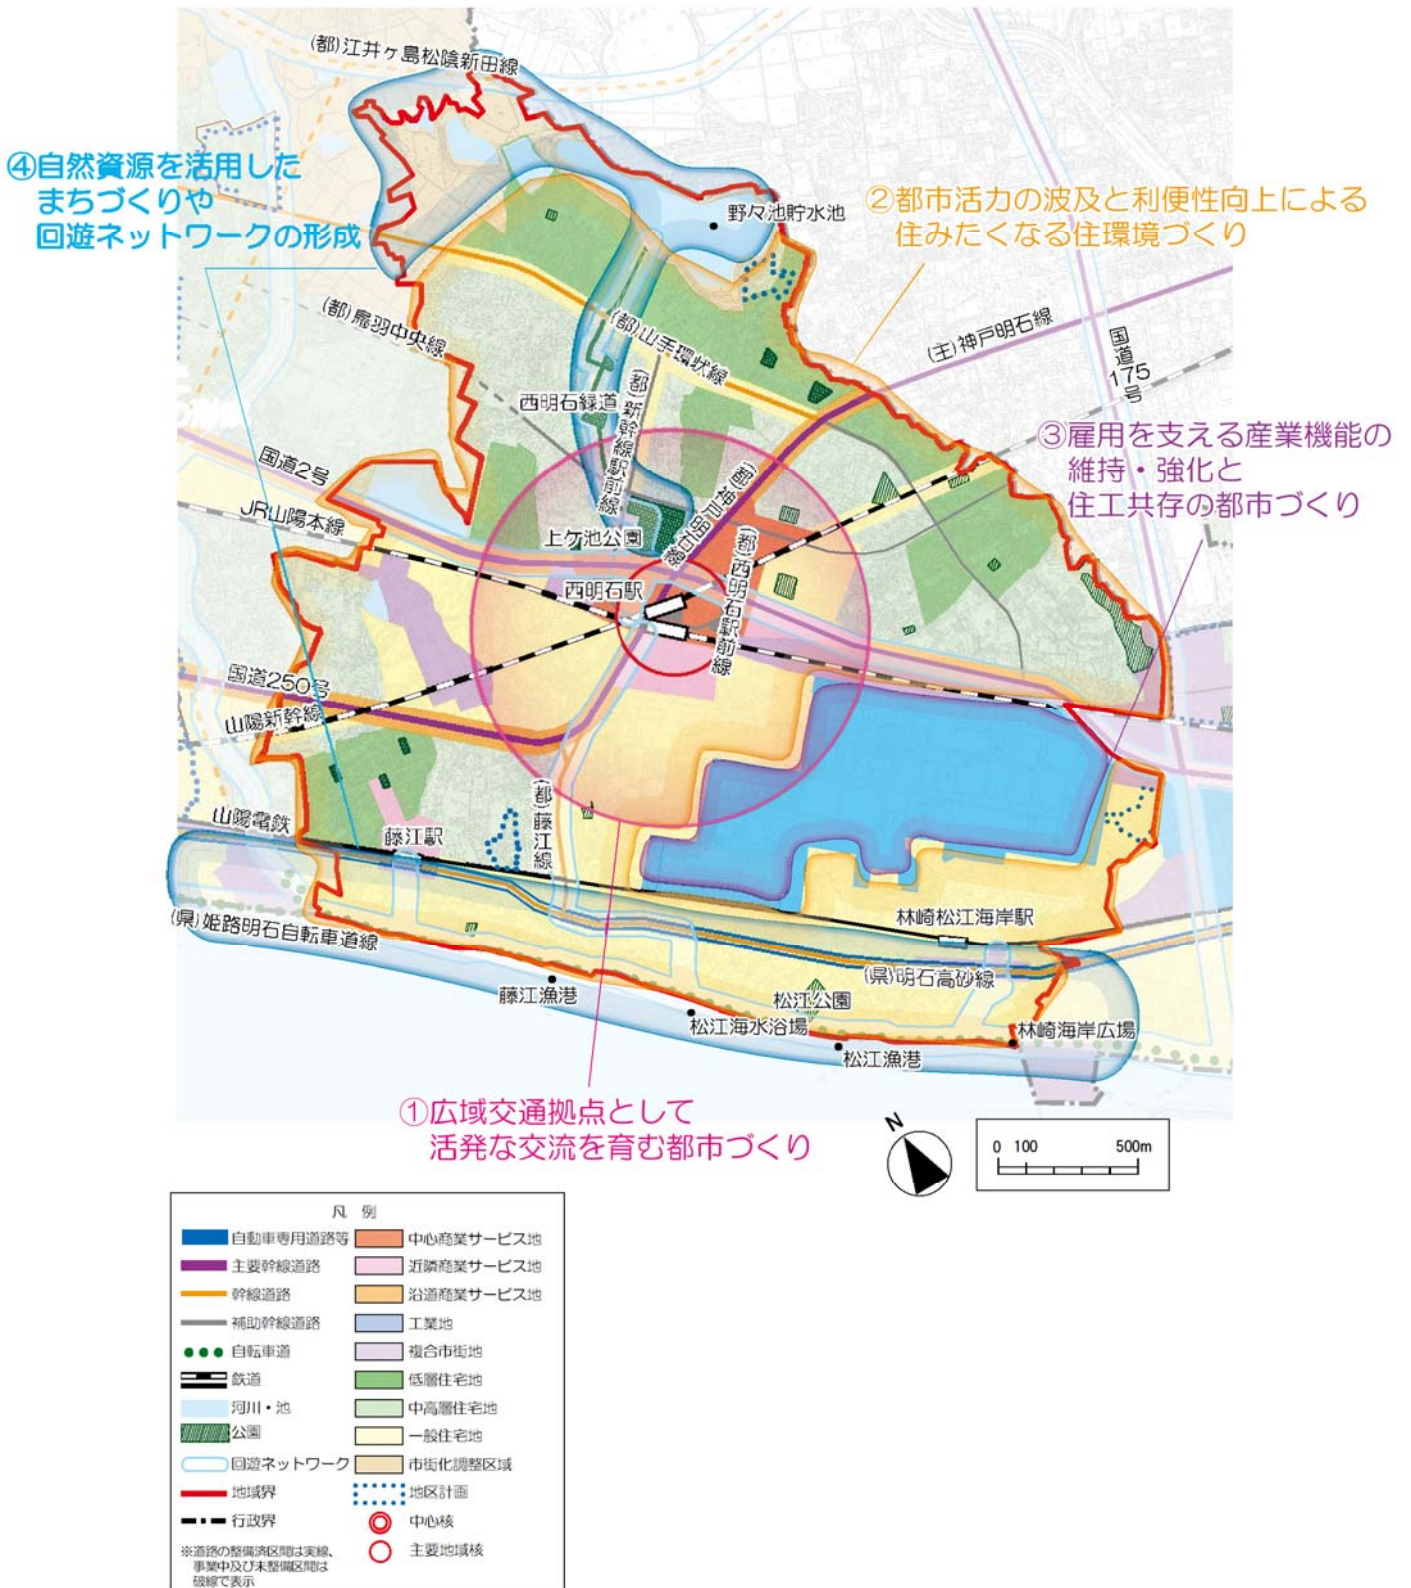 (都)江井ヶ島松陰新田線
④自然資源を活用した
まちづくりや
回遊ネットワークの形成
野々池貯水池
②都市活力の波及と利便性向上による
住みたくなる住環境づくり
(都)鳥羽中央線
(都)山手環状線
(主)神戸明石線
国道175号
西明石緑道
(都)新幹線駅前線
③雇用を支える産業機能の
維持・強化と
住工共存の都市づくり
国道2号
JR山陽本線
(都)神戸明石線
上ケ池公園
西明石駅
(都)西明石駅前線
国道250号
山陽新幹線
山陽電鉄
藤江駅
(都)藤江線
林崎松江海岸駅
(県)姫路明石自転車道線
(県)明石高砂線
藤江漁港
松江公園
松江海水浴場
林崎海岸広場
松江漁港
①広域交通拠点として
活発な交流を育む都市づくり
N
0 100 500m
凡 例
自動車専用道路等 中心商業サービス地
主要幹線道路 近隣商業サービス地
幹線道路 沿道商業サービス地
補助幹線道路 工業地
自転車道 複合市街地
鉄道 低層住宅地
河川・池 中高層住宅地
公園 一般住宅地
回遊ネットワーク 市街化調整区域
地域界 地区計画
行政界 中心核
主要地域核
※道路の整備済区間は実線、
事業中及び未整備区間は
破線で表示